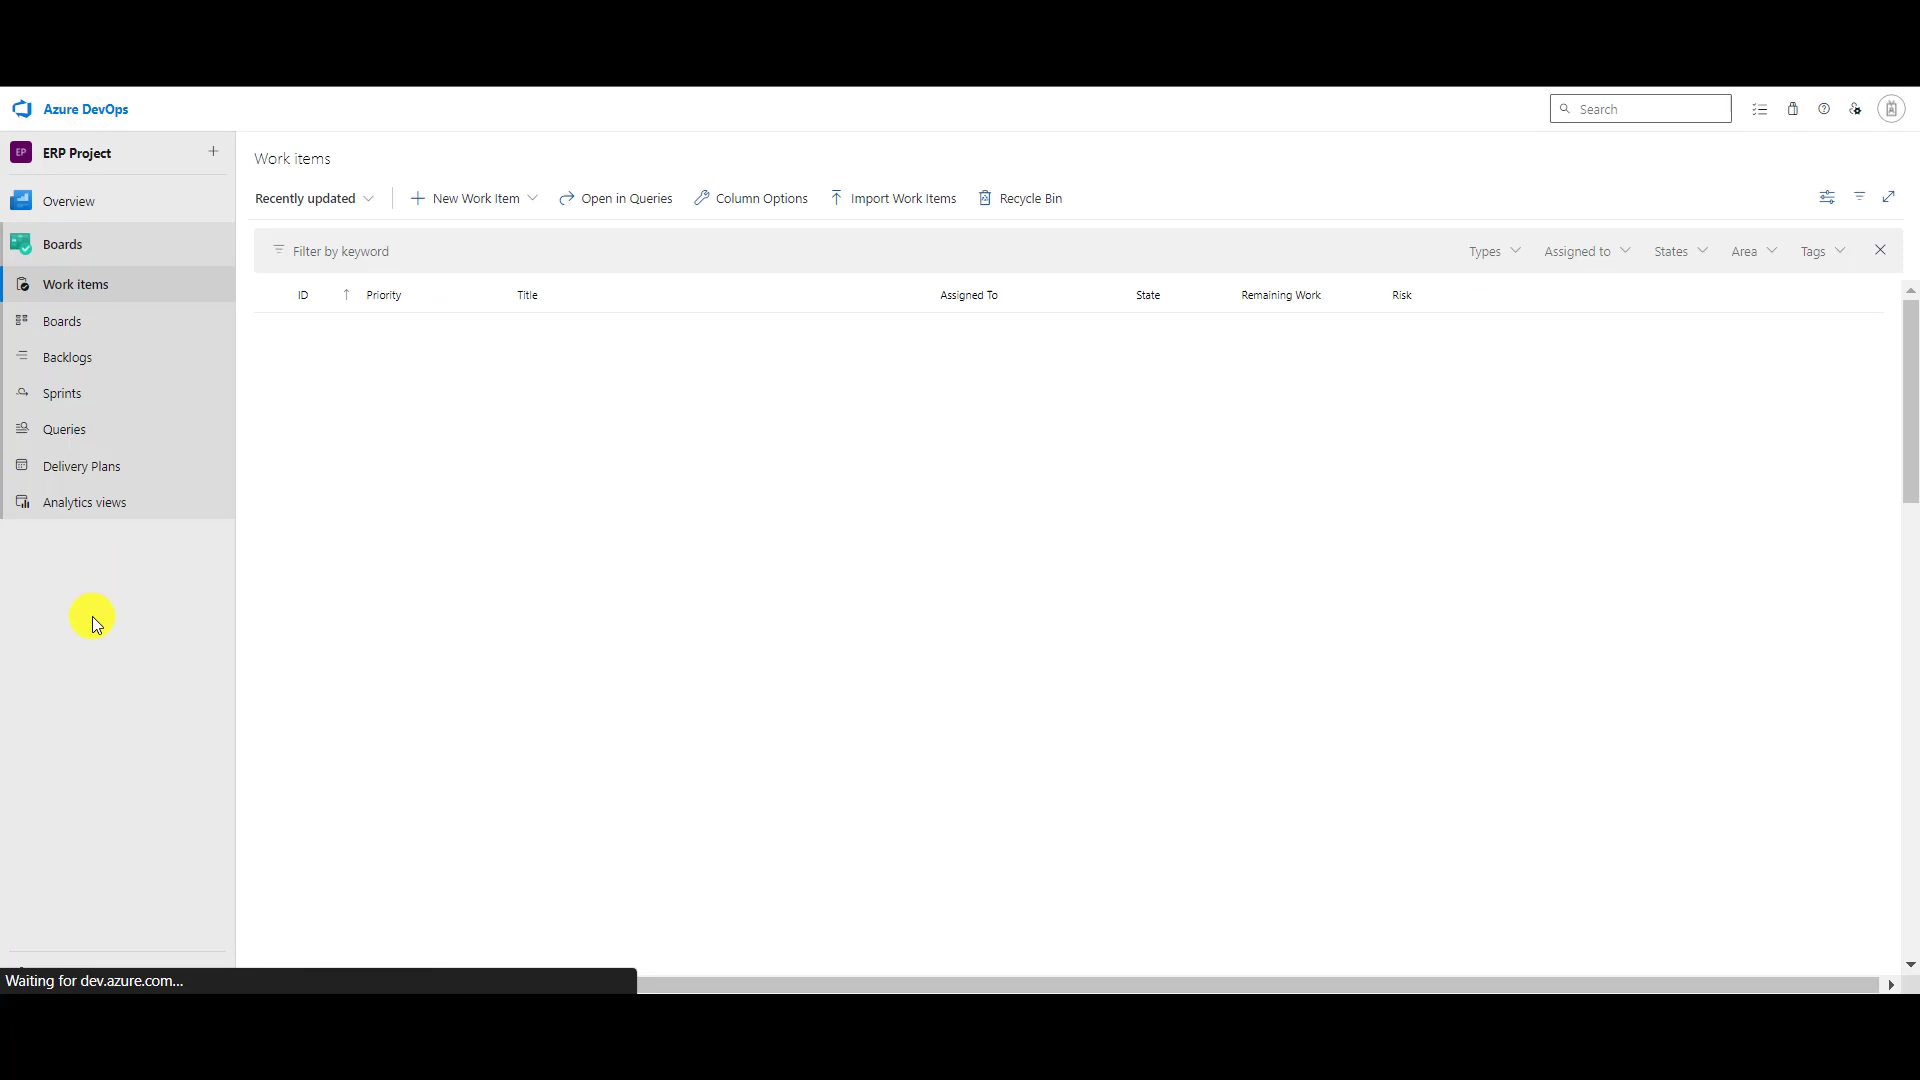 Azure DevOps
Search
EP
ERP Project
Overview
Boards
Work items
Boards
Backlogs
Sprints
Queries
Delivery Plans
Analytics views
Work items
Recently updated
New Work Item
Open in Queries
Column Options
Import Work Items
Recycle Bin
Filter by keyword
Types
Assigned to
States
Area
Tags
ID
Priority
Title
Assigned To
State
Remaining Work
Risk
Waiting for dev.azure.com...